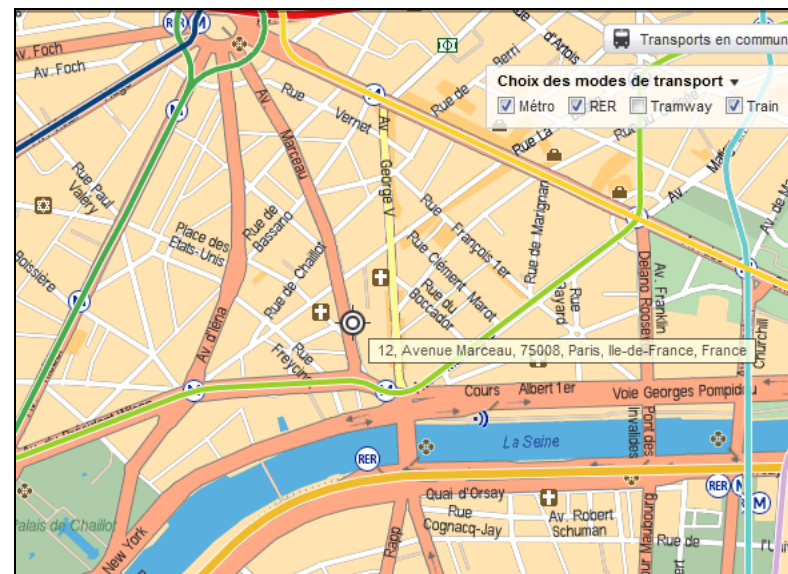 RER M
Av. Foch
Av. Foch
Berri
d'Artois
Transports en commun
Choix des modes de transport
Métro RER Tramway Train
Rue
Vernet
Rue de
Rue La
Av. Marceau
M
M
Av. George V
Rue Paul
Valéry
Place des
États-Unis
Rue de
Bassano
Rue de Chaillot
Rue François 1er
Rue de Marignan
Rue Clément Marot
Rue du
Boccador
Rue
Bayard
Av. Franklin
Delano
Av.
Av. de
Boissière
M
Av. d'Iéna
Rue
12, Avenue Marceau, 75008, Paris, Ile-de-France, France
Churchill
M
M
Cours Albert 1er
Voie Georges Pompidou
La Seine
Pont des
Invalides
RER
RER M
M
Quai d'Orsay
Rue
Cognacq-Jay
Av. Robert
Schuman
Rue de
Palais de Chaillot
New York
Rapp